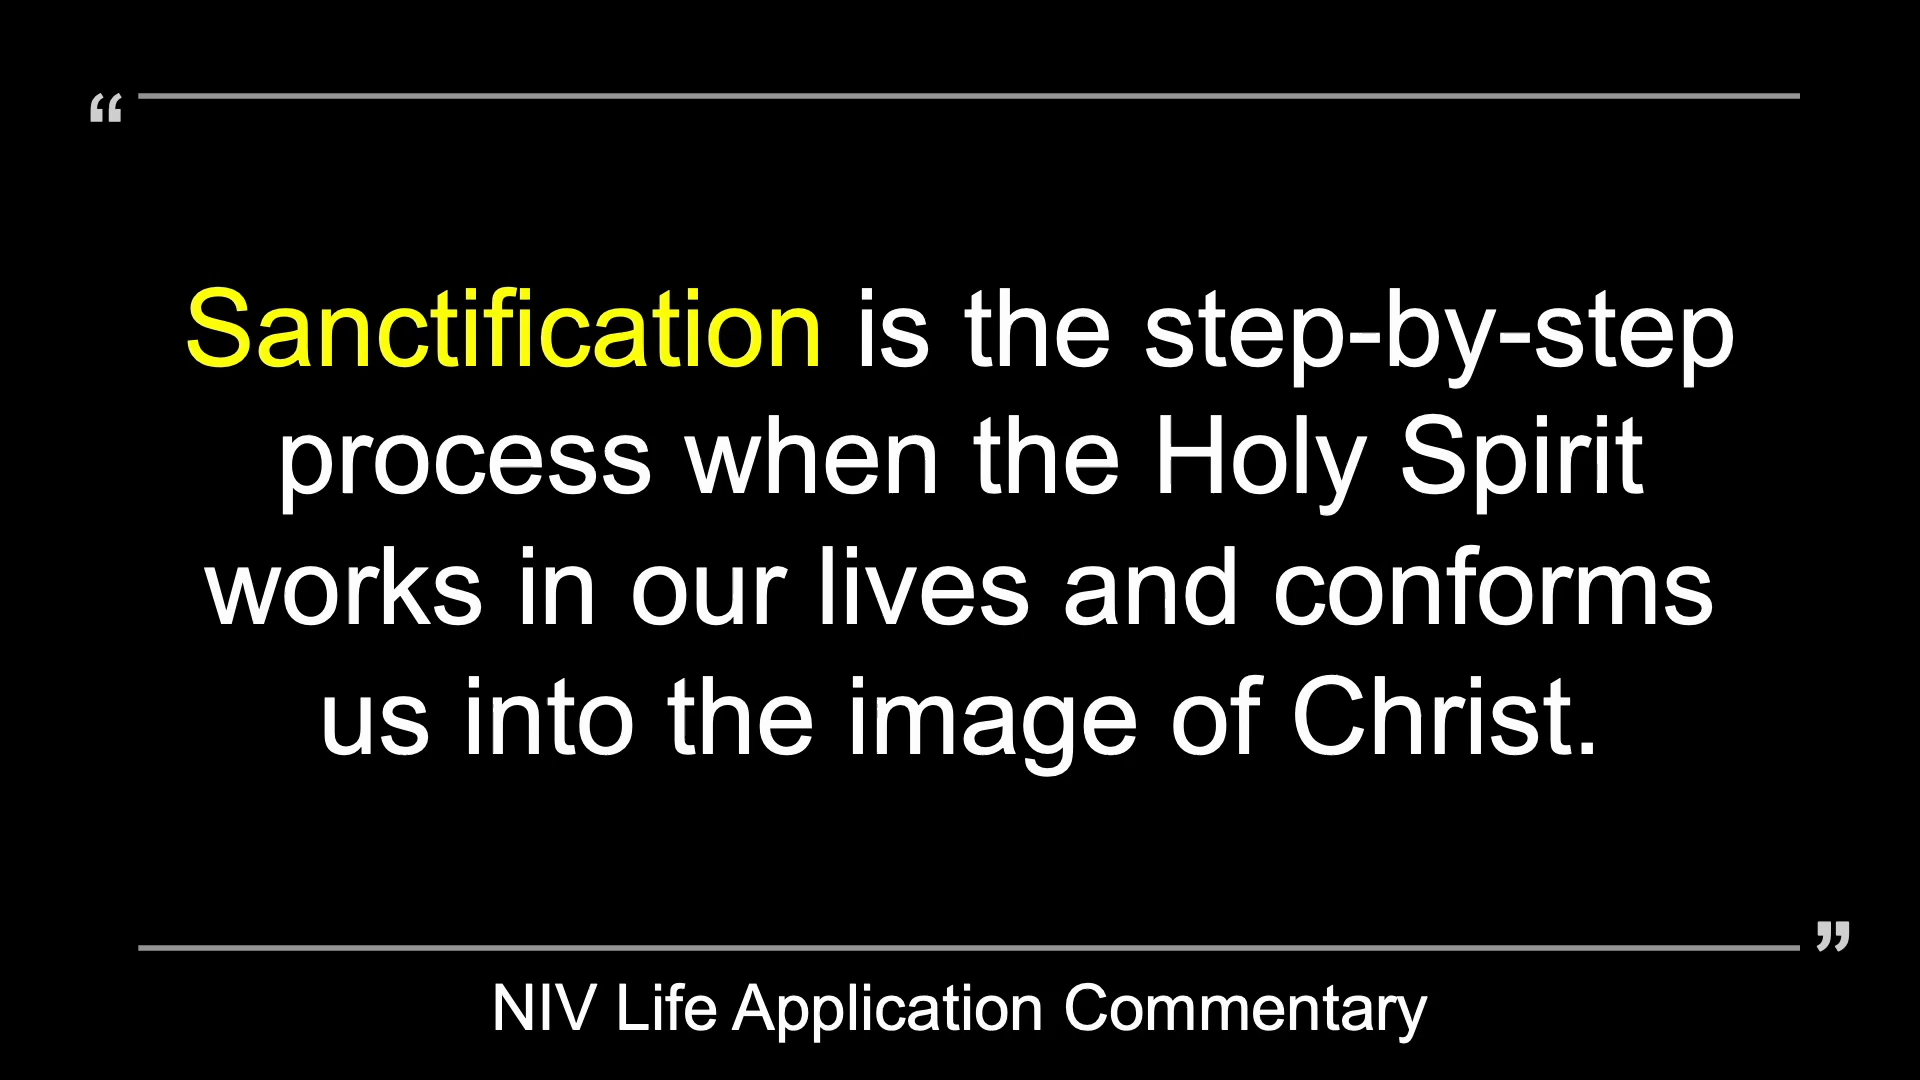 “
Sanctification is the step-by-step
process when the Holy Spirit
works in our lives and conforms
us into the image of Christ.
”
NIV Life Application Commentary